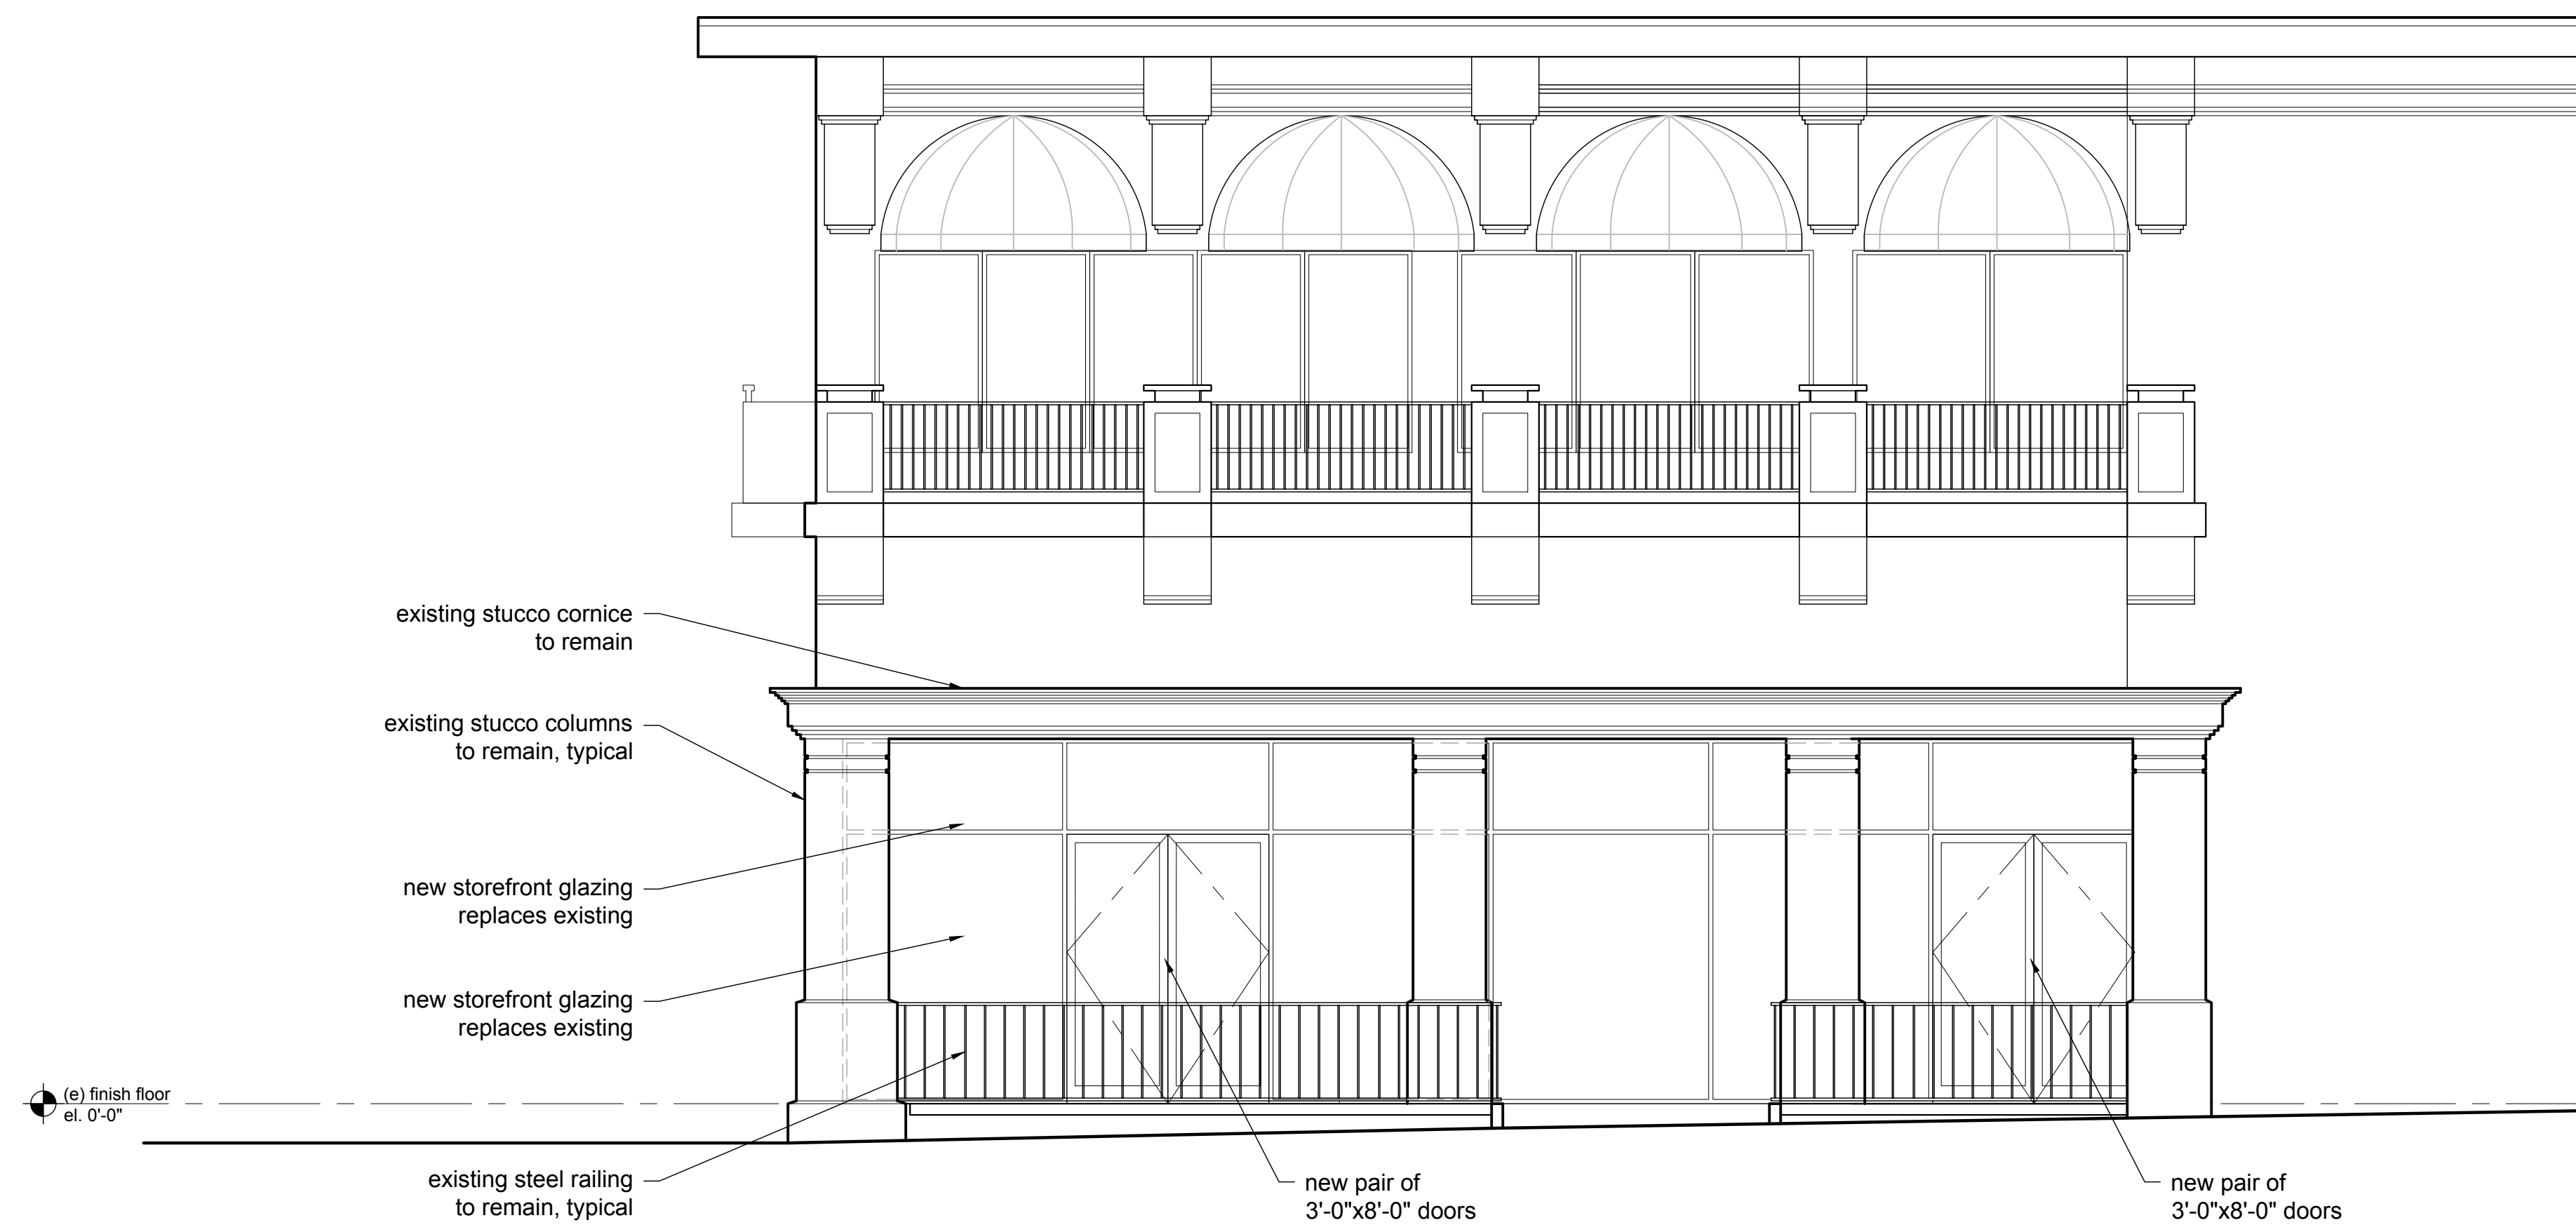 existing stucco cornice
to remain
existing stucco columns
to remain, typical
new storefront glazing
replaces existing
new storefront glazing
replaces existing
(e) finish floor
el. 0'-0"
existing steel railing
to remain, typical
new pair of
3'-0"x8'-0" doors
new pair of
3'-0"x8'-0" doors